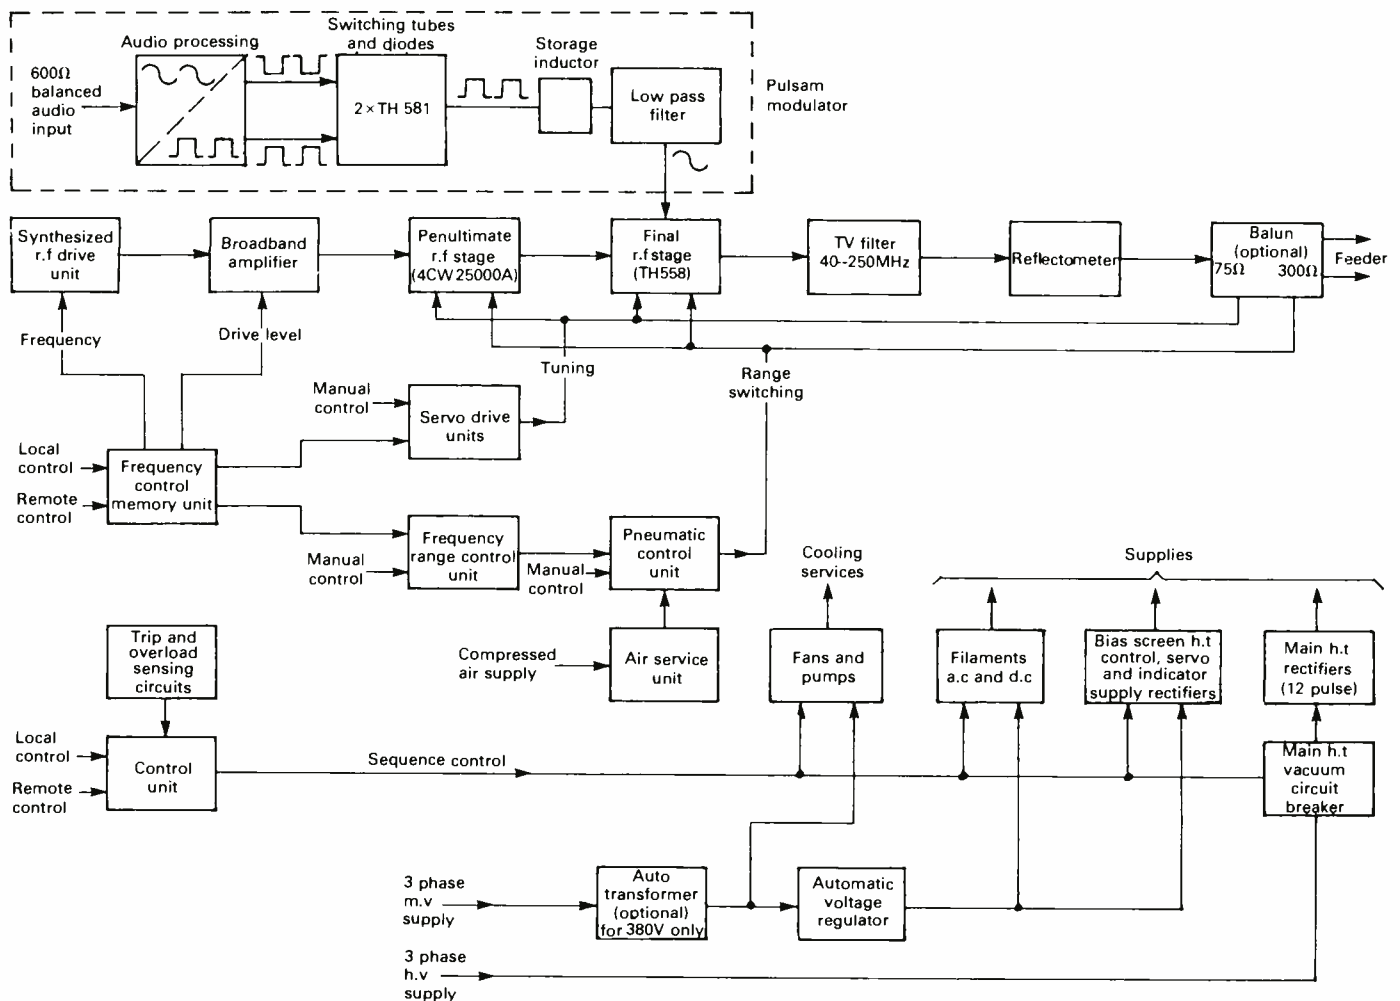 Switching tubes
and diodes
Audio processing
Storage
inductor
600Ω
balanced
audio
input
2 × TH 581
Low pass
filter
Pulsam
modulator
Synthesized
r.f drive
unit
Broadband
amplifier
Penultimate
r.f stage
(4CW 25000A)
Final
r.f stage
(TH558)
TV filter
40--250MHz
Reflectometer
Balun
(optional)
75Ω
300Ω
Feeder
Frequency
Drive level
Tuning
Range
switching
Manual
control
Servo drive
units
Local
control
Remote
control
Frequency
control
memory unit
Manual
control
Frequency
range control
unit
Manual
control
Pneumatic
control
unit
Cooling
services
Supplies
Trip and
overload
sensing
circuits
Compressed
air supply
Air service
unit
Fans and
pumps
Filaments
a.c and d.c
Bias screen h.t
control, servo
and indicator
supply rectifiers
Main h.t
rectifiers
(12 pulse)
Local
control
Remote
control
Control
unit
Sequence control
Main h.t
vacuum
circuit
breaker
3 phase
m.v
supply
Auto
transformer
(optional)
for 380V only
Automatic
voltage
regulator
3 phase
h.v
supply